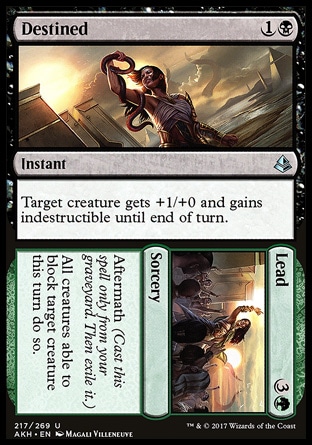 Destined 1
Instant
Target creature gets +1/+0 and gains
indestructible until end of turn.
Lead 3
Sorcery
Aftermath (Cast this
spell only from your
graveyard. Then exile it.)
All creatures able to
block target creature
this turn do so.
217/269 U
AKH • EN Magali Villeneuve
™ & © 2017 Wizards of the Coast